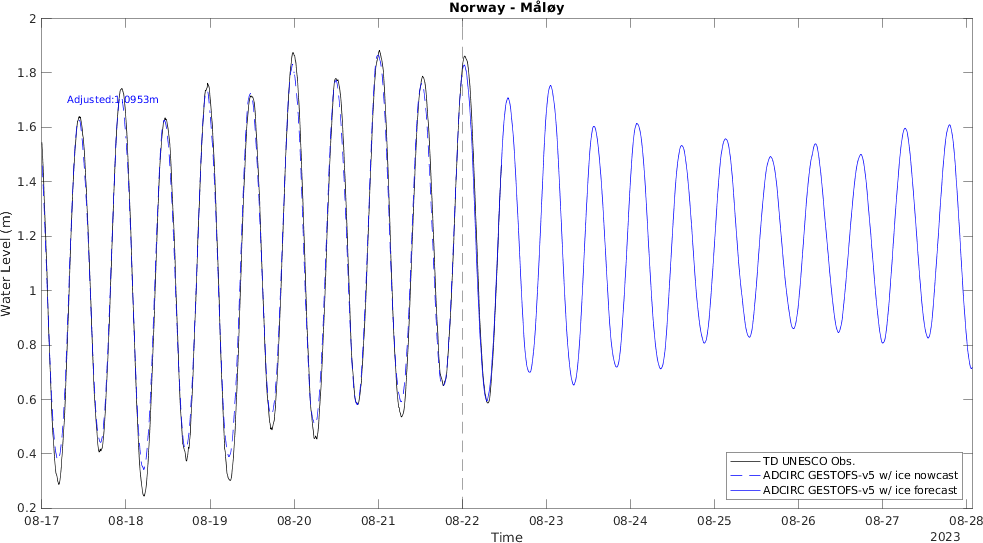 Norway - Måløy
2
1.8
1.6
1.4
1.2
1
0.8
0.6
0.4
0.2
Water Level (m)
Adjusted:1.0953m
TD UNESCO Obs.
ADCIRC GESTOFS-v5 w/ ice nowcast
ADCIRC GESTOFS-v5 w/ ice forecast
08-17 08-18 08-19 08-20 08-21 08-22 08-23 08-24 08-25 08-26 08-27 08-28
Time
2023